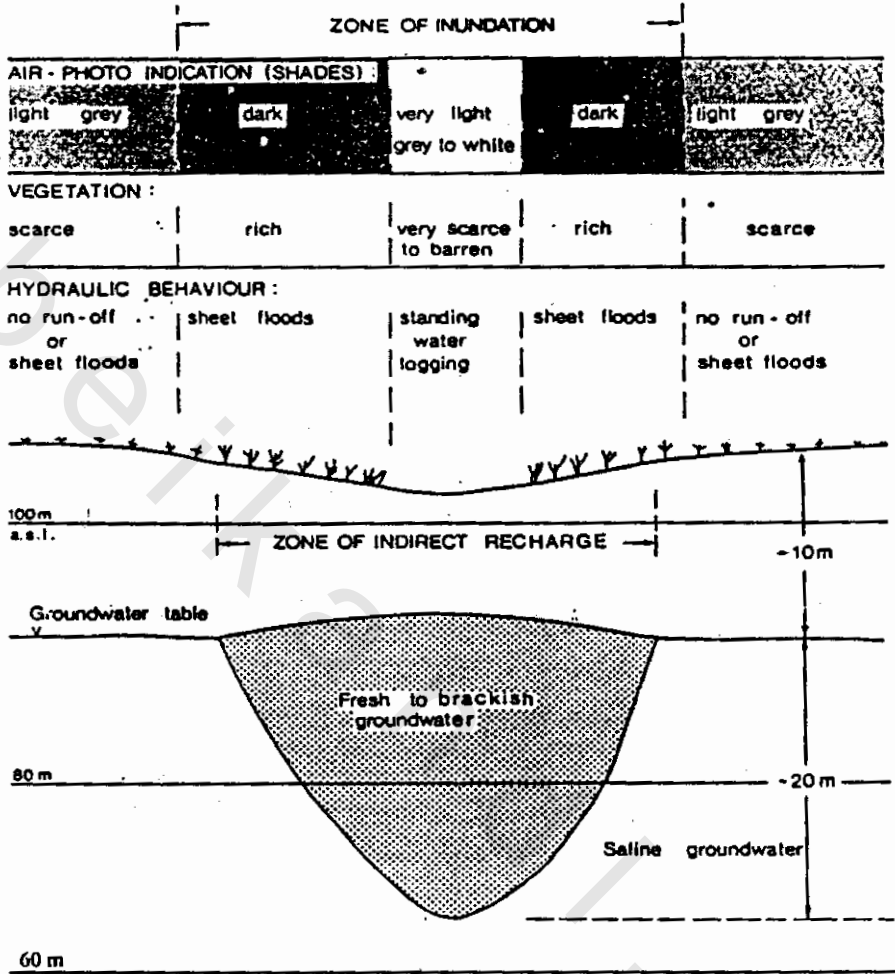 ZONE OF INUNDATION
AIR-PHOTO INDICATION (SHADES) :
light grey dark very light dark light grey
grey to white
VEGETATION :
scarce rich very scarce rich scarce
to barren
HYDRAULIC BEHAVIOUR :
no run-off sheet floods standing sheet floods no run-off
or water or
sheet floods logging sheet floods
100m
a.s.l.
ZONE OF INDIRECT RECHARGE
~10m
Groundwater table
Fresh to brackish
groundwater
80m
~20m
Saline groundwater
60 m